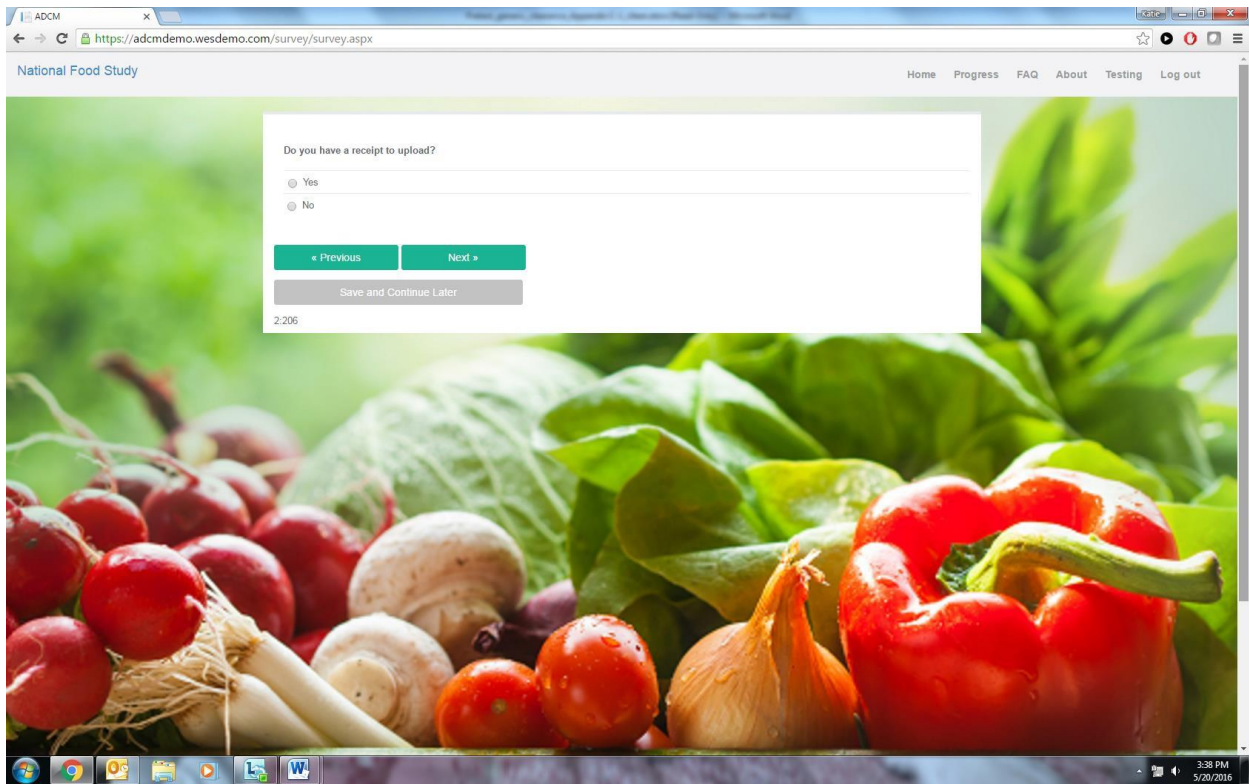 ADCM
Katie
https://adcmdemo.wesdemo.com/survey/survey.aspx
National Food Study
Home Progress FAQ About Testing Log out
Do you have a receipt to upload?
Yes
No
« Previous Next »
Save and Continue Later
2:206
3:38 PM
5/20/2016